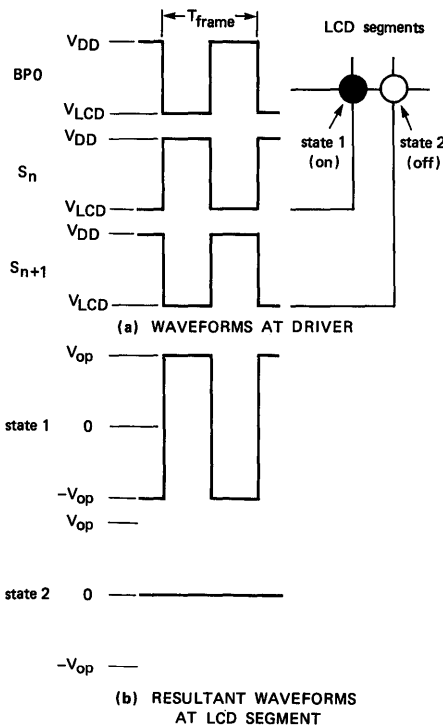 T_frame
V_DD
LCD segments
BP0
V_LCD
V_DD
state 1
(on)
state 2
(off)
S_n
V_LCD
V_DD
S_n+1
V_LCD
(a) WAVEFORMS AT DRIVER
V_op
state 1
0
–V_op
V_op
state 2
0
–V_op
(b) RESULTANT WAVEFORMS
AT LCD SEGMENT